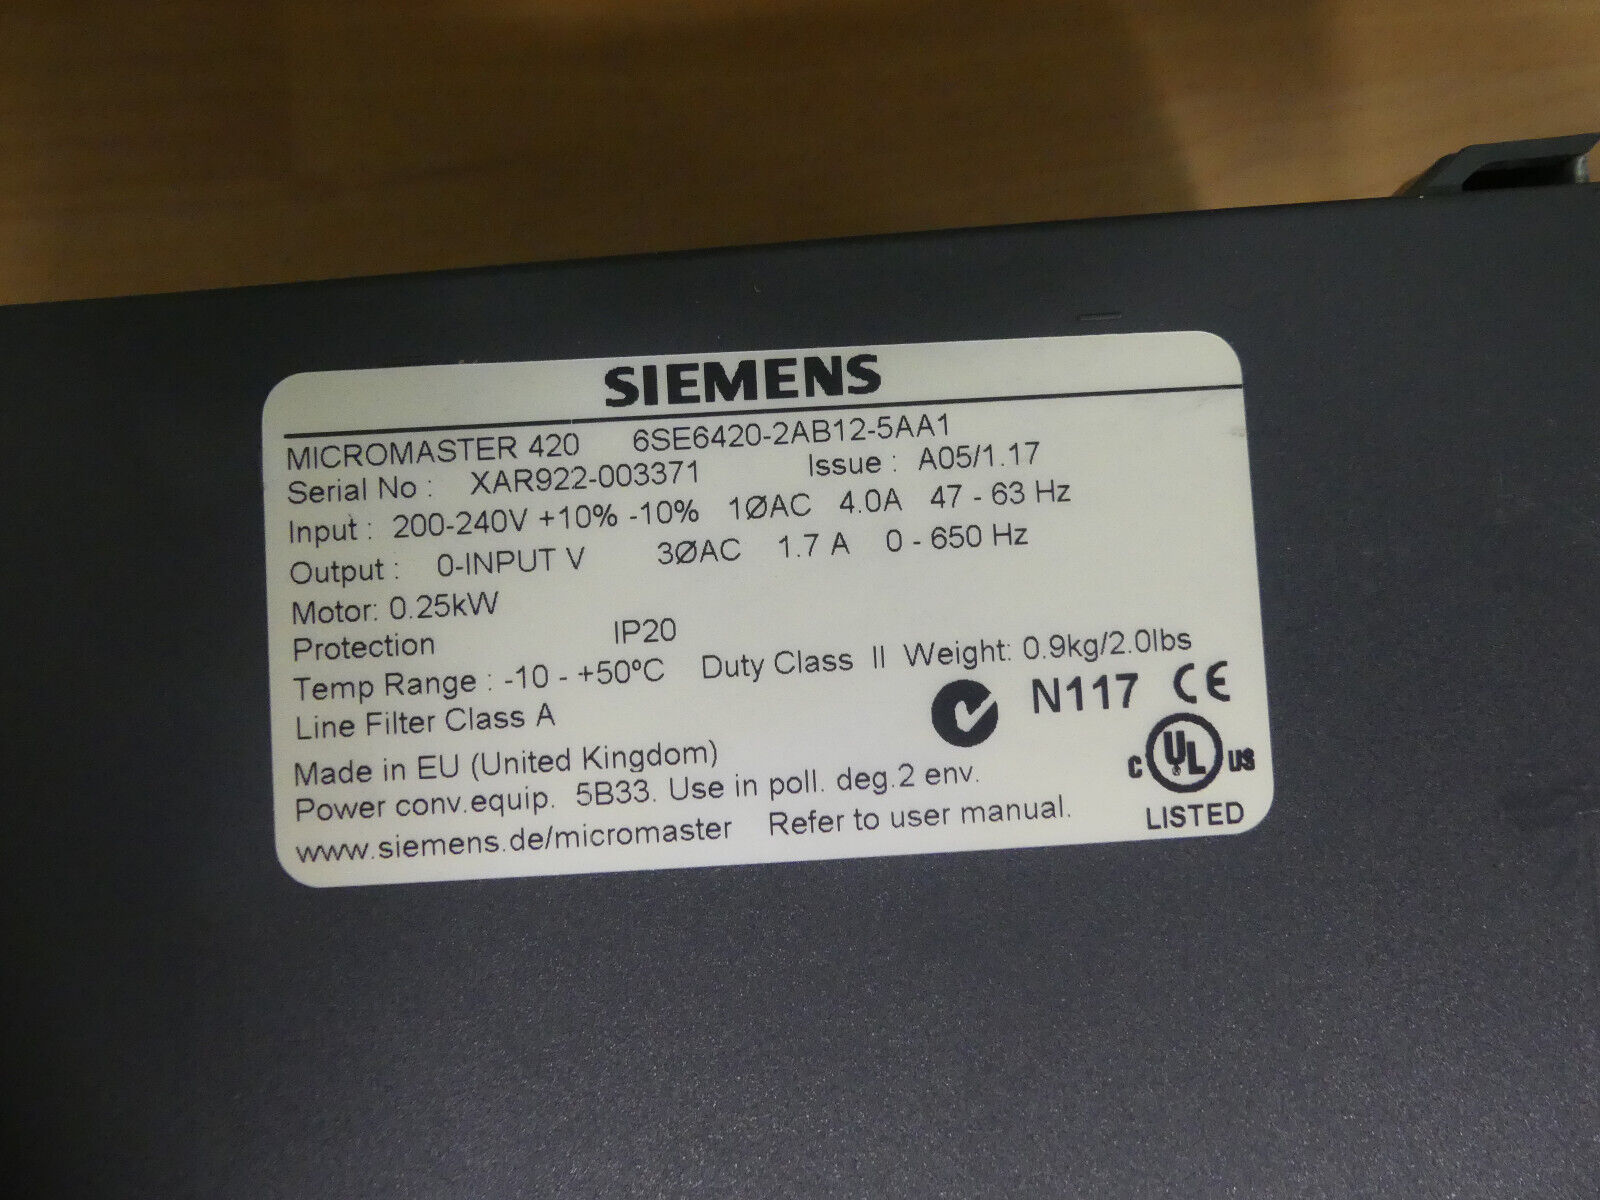 SIEMENS
MICROMASTER 420 6SE6420-2AB12-5AA1
Serial No : XAR922-003371 Issue : A05/1.17
Input : 200-240V +10% -10% 1ØAC 4.0A 47 - 63 Hz
Output : 0-INPUT V 3ØAC 1.7 A 0 - 650 Hz
Motor: 0.25kW
Protection IP20
Temp Range : -10 - +50ºC Duty Class II Weight: 0.9kg/2.0lbs
Line Filter Class A N117 CE
Made in EU (United Kingdom)
Power conv.equip. 5B33. Use in poll. deg.2 env.
C UL US
www.siemens.de/micromaster Refer to user manual.
LISTED